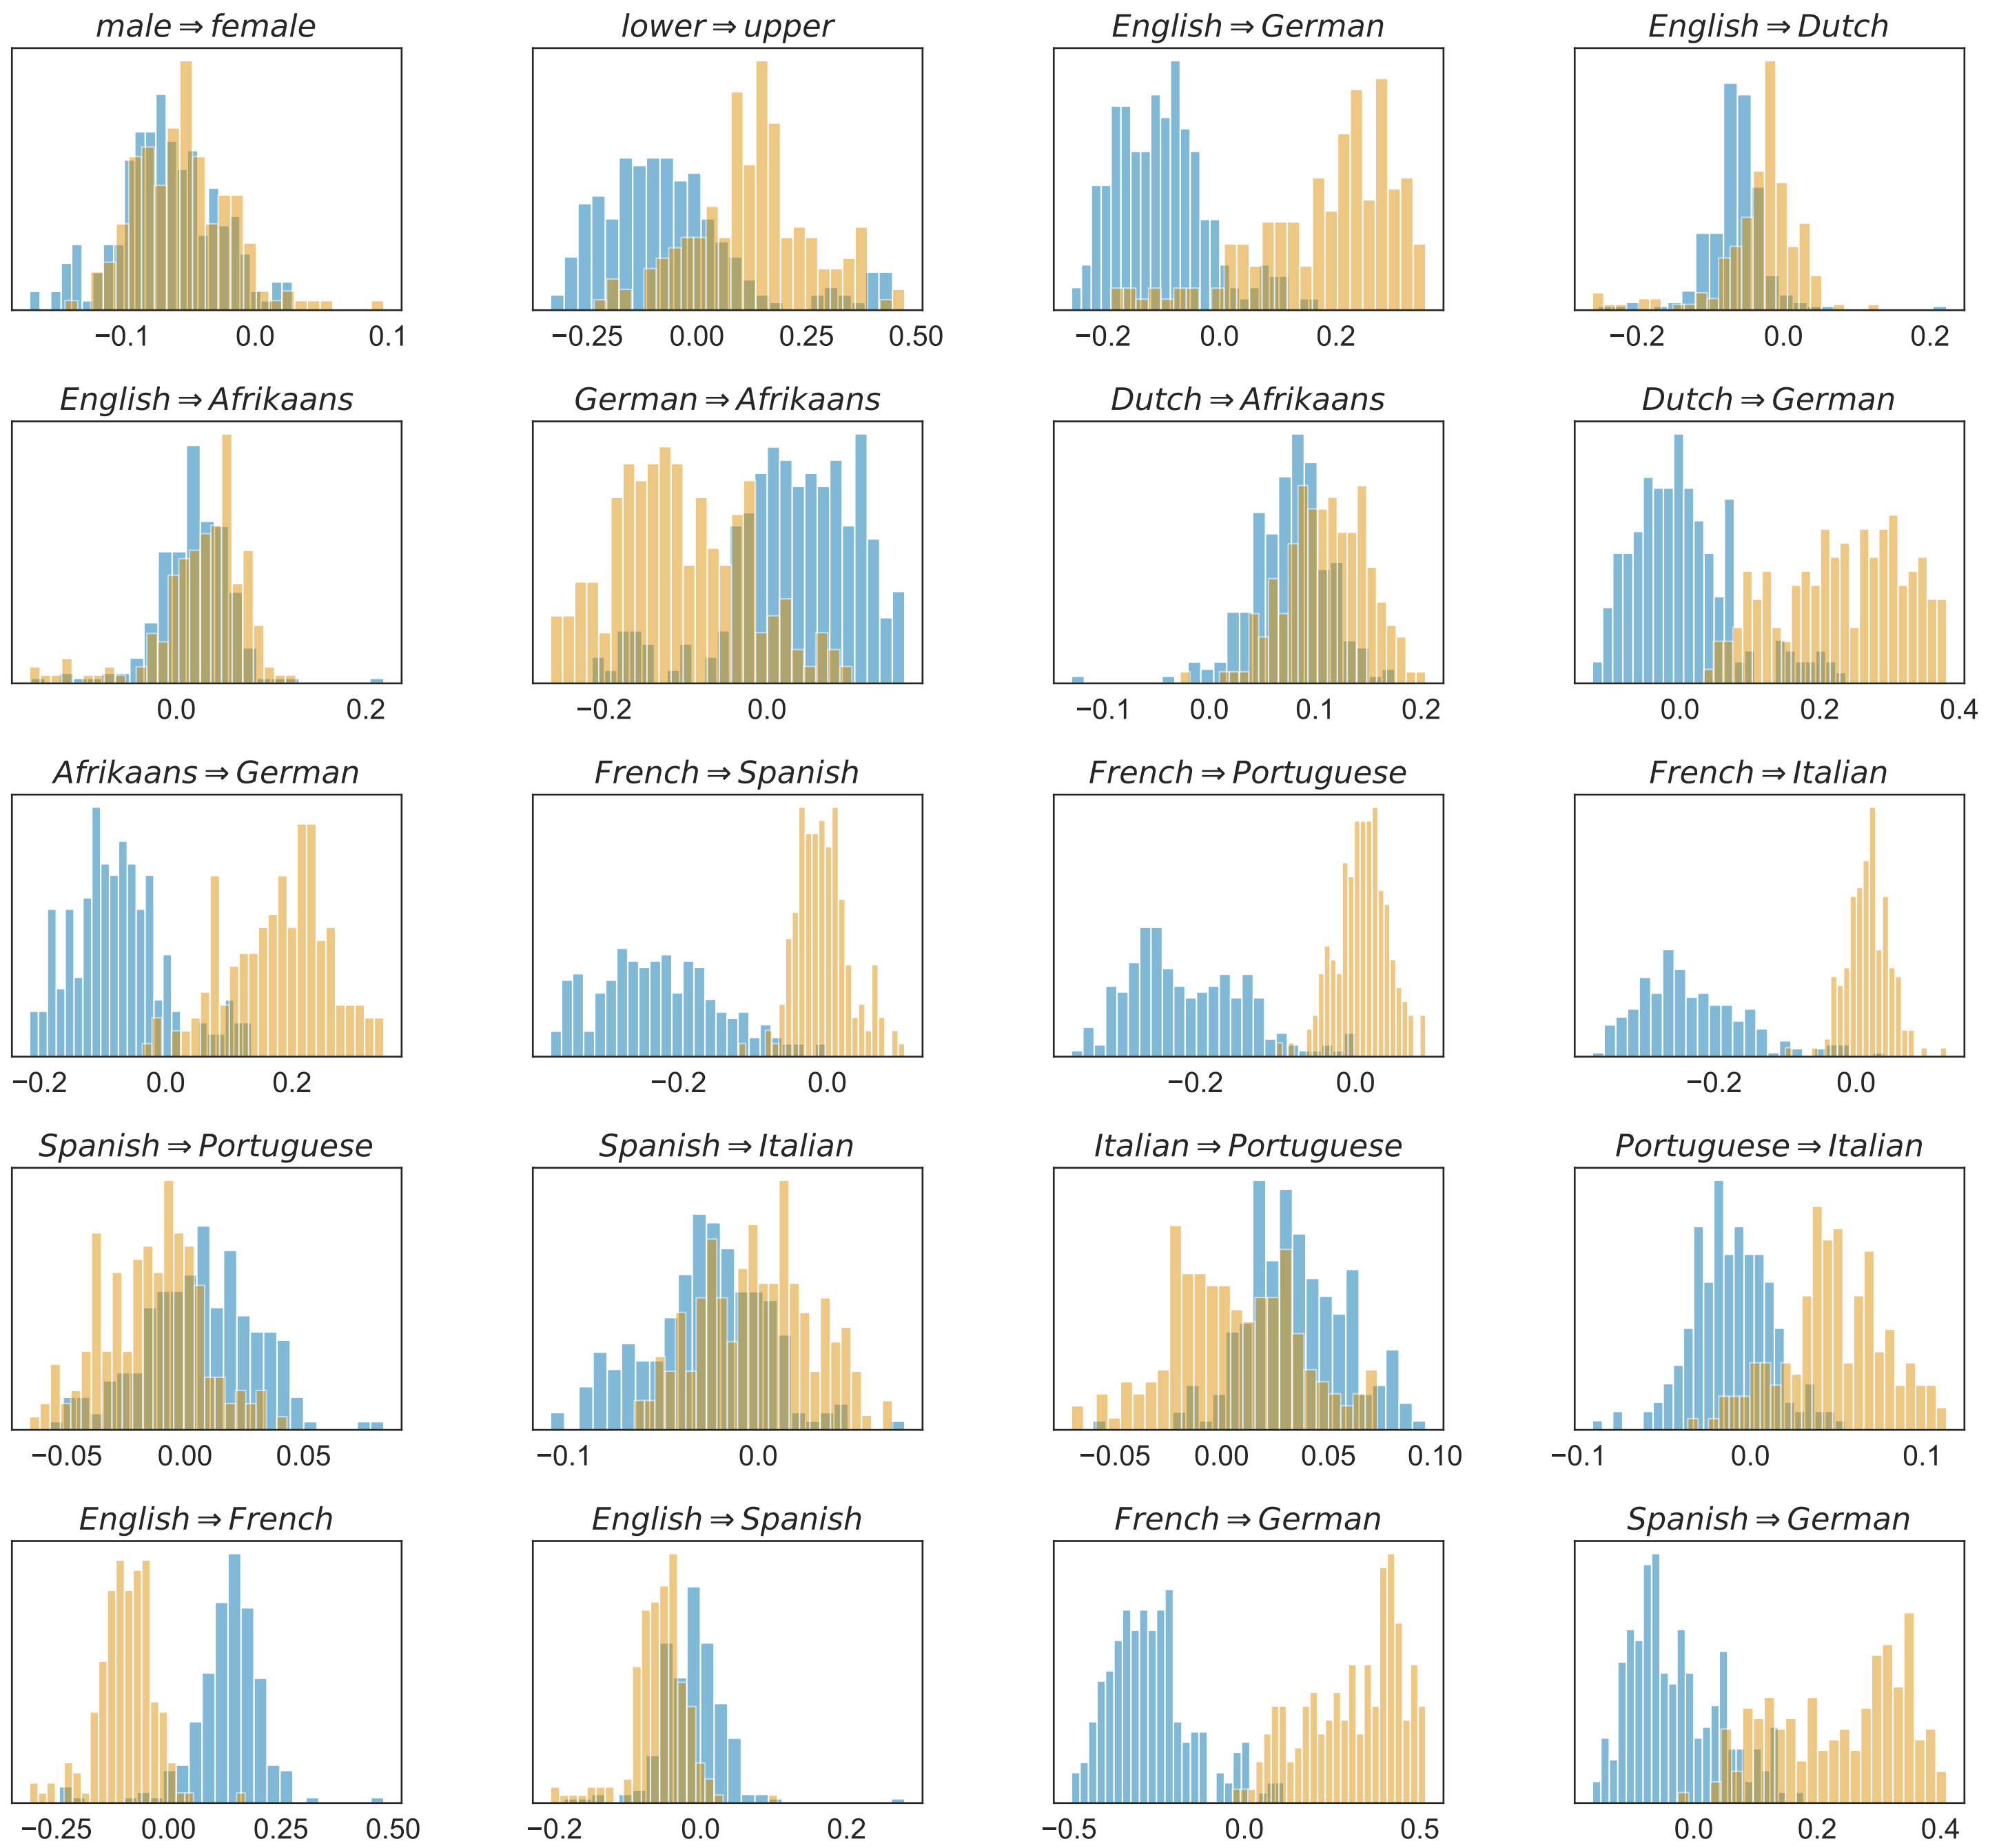 male ⇒ female
lower ⇒ upper
English ⇒ German
English ⇒ Dutch
−0.1 0.0 0.1
−0.25 0.00 0.25 0.50
−0.2 0.0 0.2
−0.2 0.0 0.2
English ⇒ Afrikaans
German ⇒ Afrikaans
Dutch ⇒ Afrikaans
Dutch ⇒ German
0.0 0.2
−0.2 0.0
−0.1 0.0 0.1 0.2
0.0 0.2 0.4
Afrikaans ⇒ German
French ⇒ Spanish
French ⇒ Portuguese
French ⇒ Italian
−0.2 0.0 0.2
−0.2 0.0
−0.2 0.0
−0.2 0.0
Spanish ⇒ Portuguese
Spanish ⇒ Italian
Italian ⇒ Portuguese
Portuguese ⇒ Italian
−0.05 0.00 0.05
−0.1 0.0
−0.05 0.00 0.05 0.10
−0.1 0.0 0.1
English ⇒ French
English ⇒ Spanish
French ⇒ German
Spanish ⇒ German
−0.25 0.00 0.25 0.50
−0.2 0.0 0.2
−0.5 0.0 0.5
0.0 0.2 0.4